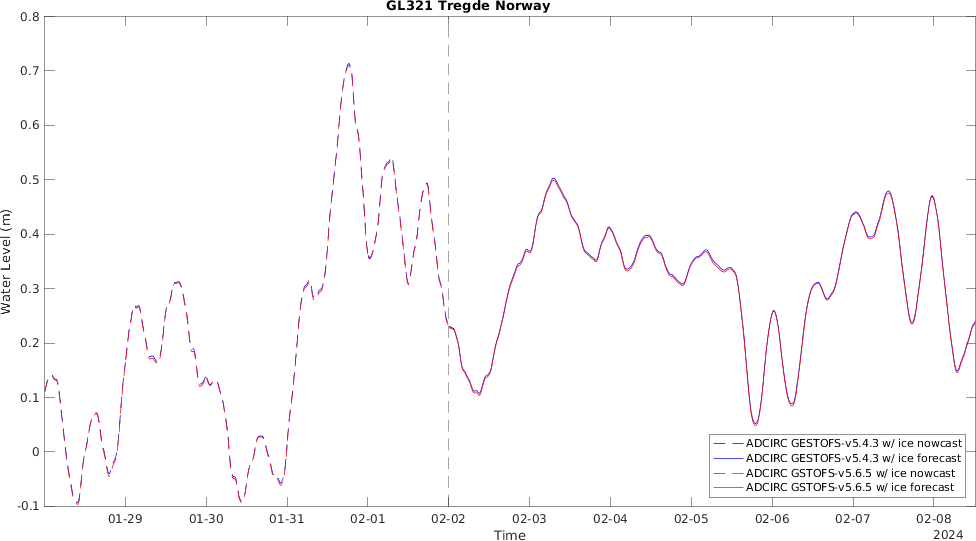 GL321 Tregde Norway
0.8
0.7
0.6
0.5
0.4
0.3
0.2
0.1
0
-0.1
Water Level (m)
01-29 01-30 01-31 02-01 02-02 02-03 02-04 02-05 02-06 02-07 02-08
Time
2024
ADCIRC GESTOFS-v5.4.3 w/ ice nowcast
ADCIRC GESTOFS-v5.4.3 w/ ice forecast
ADCIRC GSTOFS-v5.6.5 w/ ice nowcast
ADCIRC GSTOFS-v5.6.5 w/ ice forecast